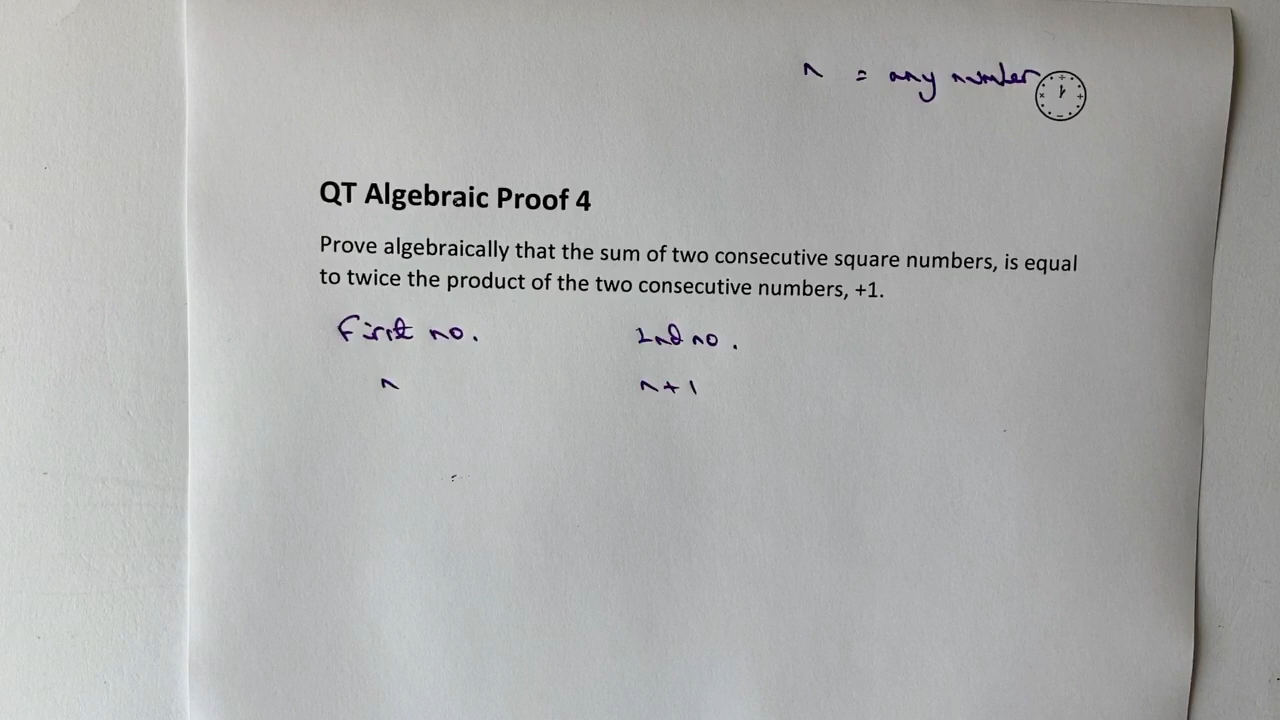 n = any number
QT Algebraic Proof 4
Prove algebraically that the sum of two consecutive square numbers, is equal
to twice the product of the two consecutive numbers, +1.
First no. 2nd no.
n n+1